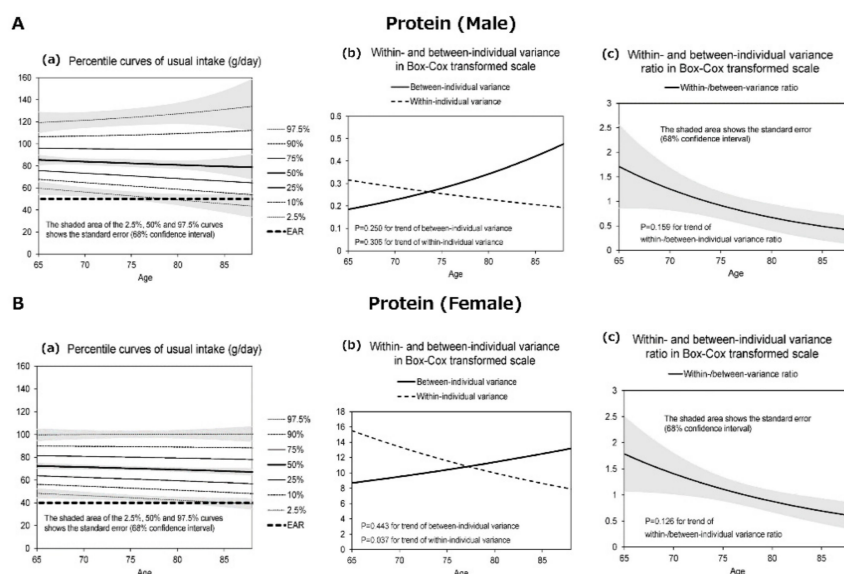 A
Protein (Male)
(a) Percentile curves of usual intake (g/day)
160
140
120
100
80
60
40
20
0
65 70 75 80 85
Age
97.5%
90%
75%
50%
25%
10%
2.5%
EAR
The shaded area of the 2.5%, 50% and 97.5% curves
shows the standard error (68% confidence interval)
(b) Within- and between-individual variance
in Box-Cox transformed scale
Between-individual variance
Within-individual variance
0.6
0.5
0.4
0.3
0.2
0.1
0
P=0.250 for trend of between-individual variance
P=0.305 for trend of within-individual variance
65 70 75 80 85
Age
(c) Within- and between-individual variance
ratio in Box-Cox transformed scale
Within-/between-variance ratio
3
2.5
2
1.5
1
0.5
0
The shaded area shows the standard error
(68% confidence interval)
P=0.159 for trend of
within-/between-individual variance ratio
65 70 75 80 85
Age
B
Protein (Female)
(a) Percentile curves of usual intake (g/day)
160
140
120
100
80
60
40
20
0
65 70 75 80 85
Age
97.5%
90%
75%
50%
25%
10%
2.5%
EAR
The shaded area of the 2.5%, 50% and 97.5% curves
shows the standard error (68% confidence interval)
(b) Within- and between-individual variance
in Box-Cox transformed scale
Between-individual variance
Within-individual variance
18
16
14
12
10
8
6
4
2
0
P=0.443 for trend of between-individual variance
P=0.037 for trend of within-individual variance
65 70 75 80 85
Age
(c) Within- and between-individual variance
ratio in Box-Cox transformed scale
Within-/between-variance ratio
3
2.5
2
1.5
1
0.5
0
The shaded area shows the standard error
(68% confidence interval)
P=0.126 for trend of
within-/between-individual variance ratio
65 70 75 80 85
Age